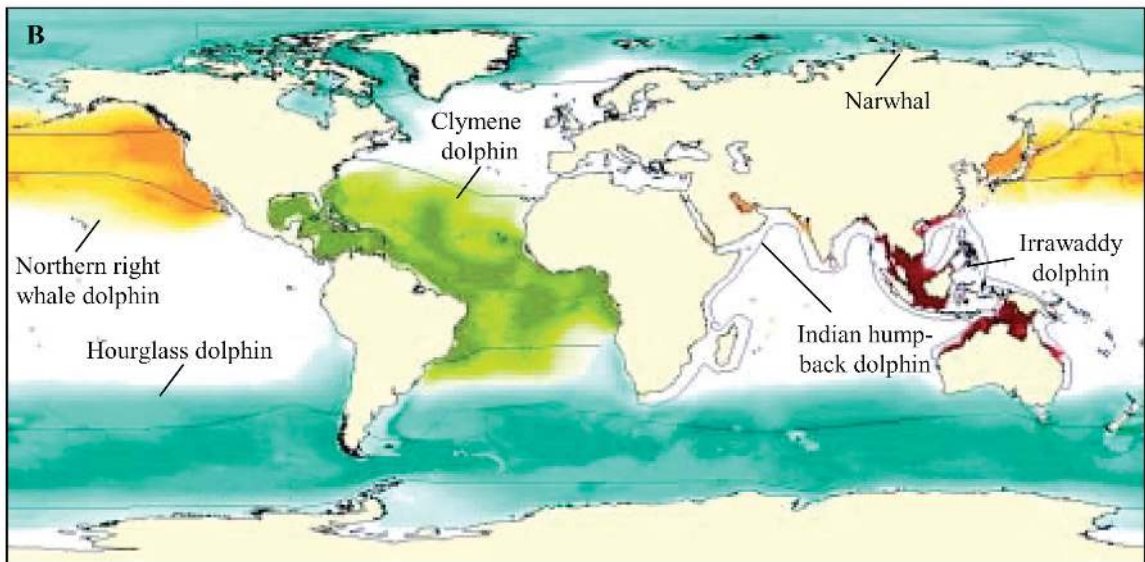 B
Narwhal
Clymene
dolphin
Northern right
whale dolphin
Irrawaddy
dolphin
Indian hump-
back dolphin
Hourglass dolphin